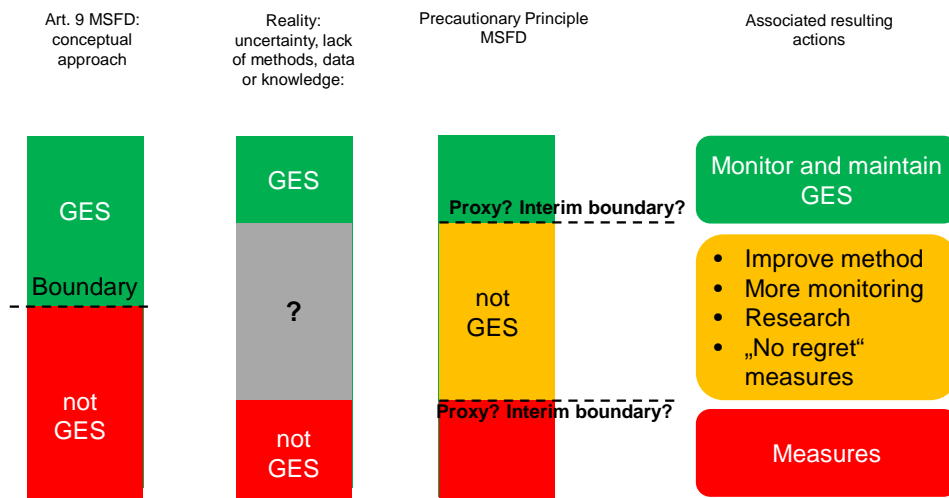 Art. 9 MSFD:
conceptual
approach
Reality:
uncertainty, lack
of methods, data
or knowledge:
Precautionary Principle
MSFD
Associated resulting
actions
GES
Boundary
not
GES
GES
?
not
GES
Proxy? Interim boundary?
not
GES
Proxy? Interim boundary?
Monitor and maintain
GES
• Improve method
• More monitoring
• Research
• „No regret“
measures
Measures